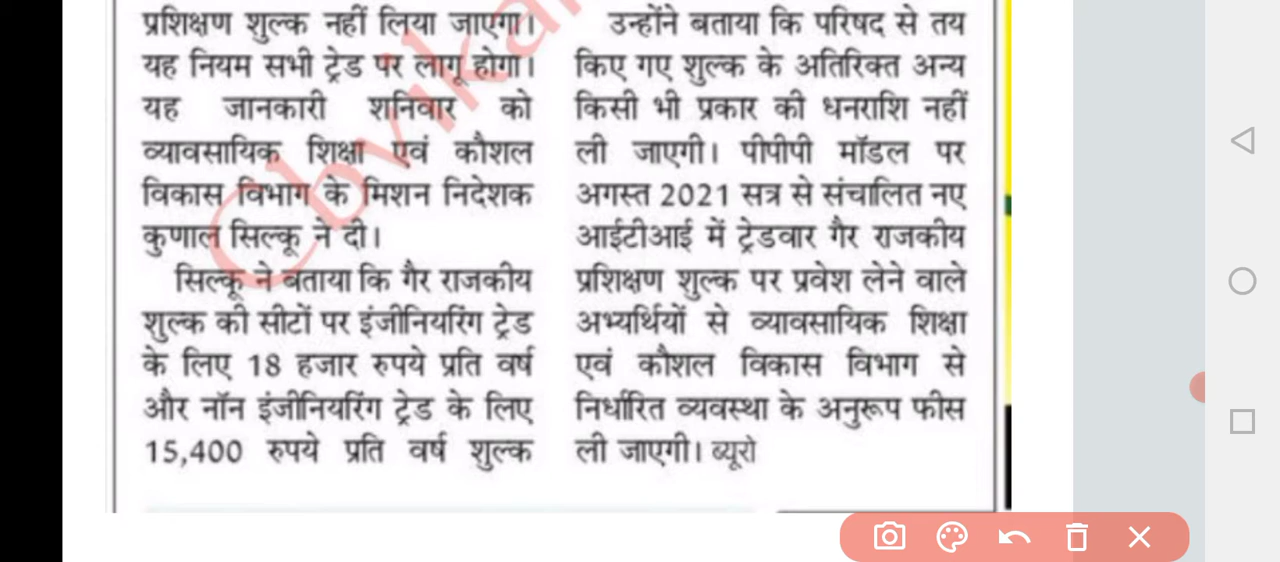 प्रशिक्षण शुल्क नहीं लिया जाएगा।
यह नियम सभी ट्रेड पर लागू होगा।
यह जानकारी शनिवार को
व्यावसायिक शिक्षा एवं कौशल
विकास विभाग के मिशन निदेशक
कुणाल सिल्कू ने दी।
सिल्कू ने बताया कि गैर राजकीय
शुल्क की सीटों पर इंजीनियरिंग ट्रेड
के लिए 18 हजार रुपये प्रति वर्ष
और नॉन इंजीनियरिंग ट्रेड के लिए
15,400 रुपये प्रति वर्ष शुल्क
उन्होंने बताया कि परिषद से तय
किए गए शुल्क के अतिरिक्त अन्य
किसी भी प्रकार की धनराशि नहीं
ली जाएगी। पीपीपी मॉडल पर
अगस्त 2021 सत्र से संचालित नए
आईटीआई में ट्रेडवार गैर राजकीय
प्रशिक्षण शुल्क पर प्रवेश लेने वाले
अभ्यर्थियों से व्यावसायिक शिक्षा
एवं कौशल विकास विभाग से
निर्धारित व्यवस्था के अनुरूप फीस
ली जाएगी। ब्यूरो